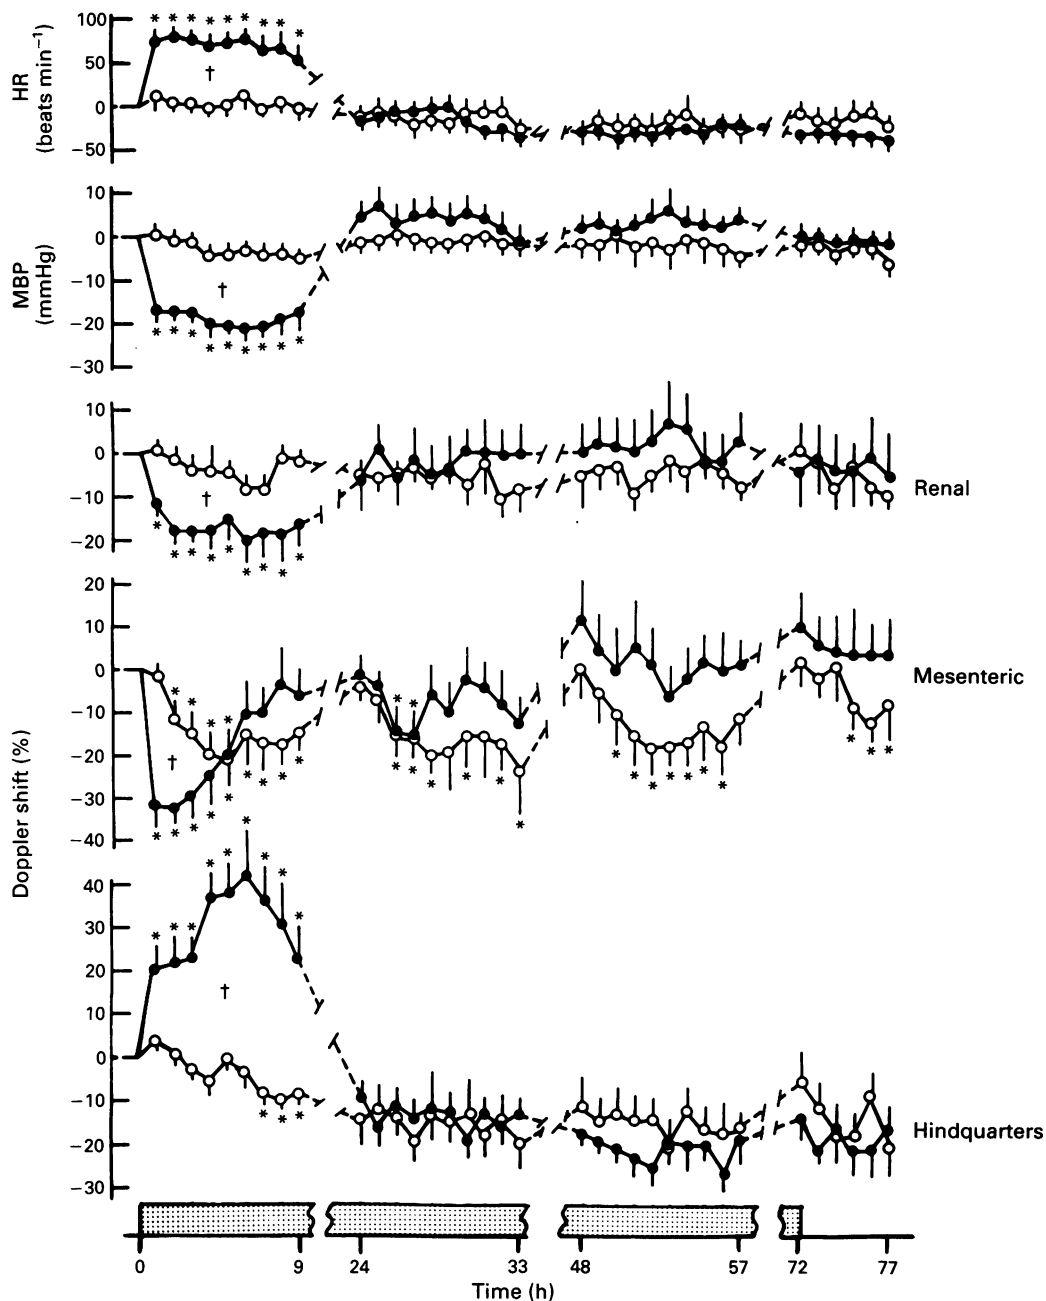 HR
(beats min⁻¹)
100
50
0
−50
* * * * * * * * *
†
MBP
(mmHg)
10
0
−10
−20
−30
†
* * * * * * * * *
10
0
−10
−20
†
* * * * * * * * *
Renal
Doppler shift (%)
20
10
0
−10
−20
−30
−40
* * * *
†
* * * * * * * * *
* * * * * *
* * * * * * *
* * *
Mesenteric
40
30
20
10
0
−10
−20
−30
* * * * * * * * *
†
* * *
Hindquarters
0 9 24 33 48 57 72 77
Time (h)